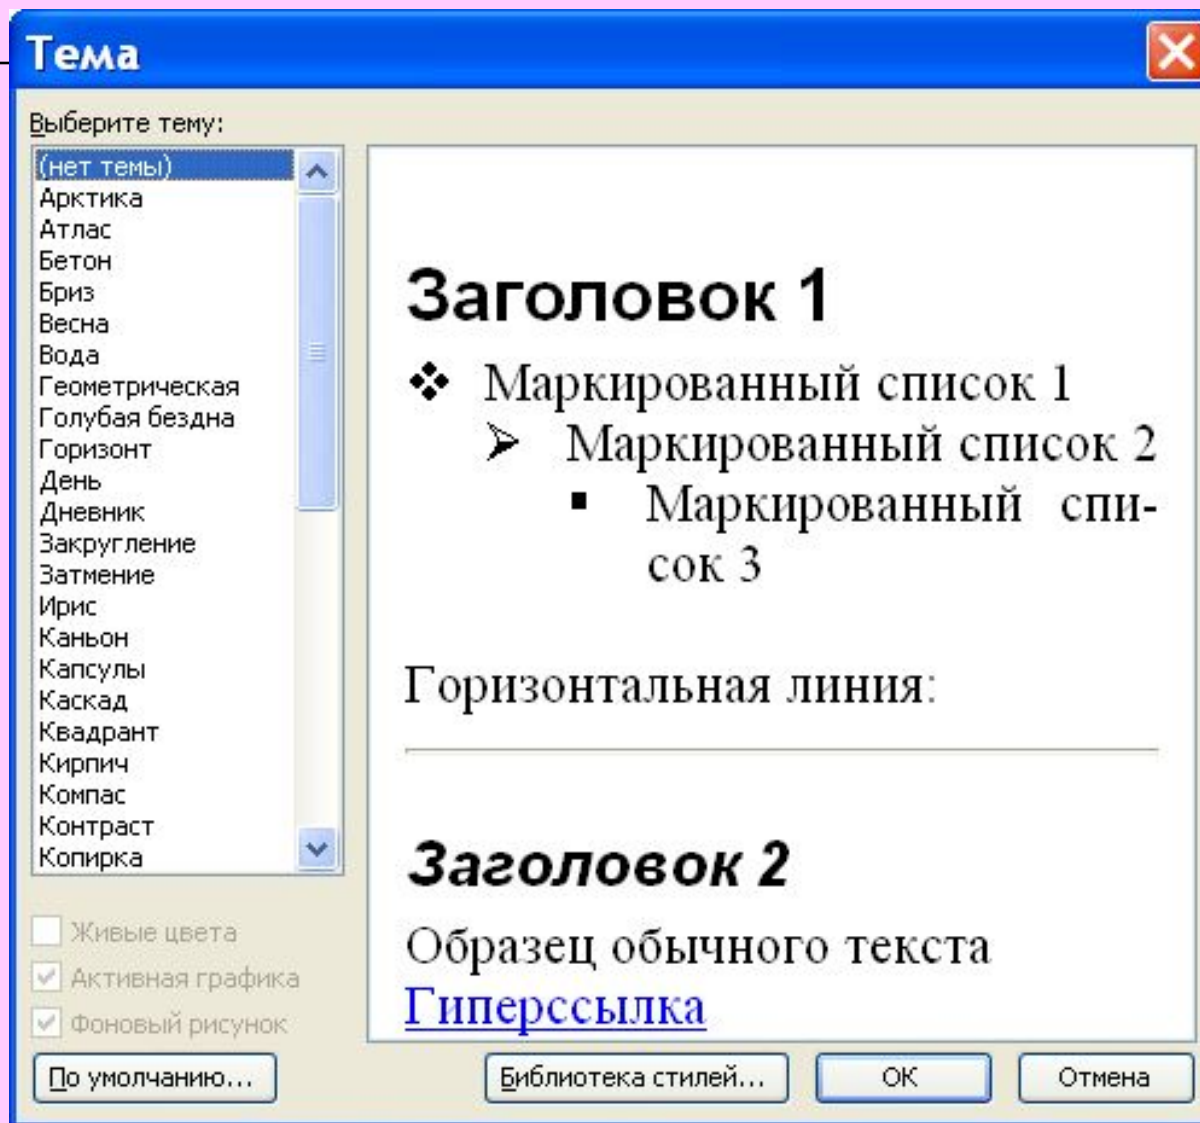 Тема
Выберите тему:
(нет темы)
Арктика
Атлас
Бетон
Бриз
Весна
Вода
Геометрическая
Голубая бездна
Горизонт
День
Дневник
Закругление
Затмение
Ирис
Каньон
Капсулы
Каскад
Квадрант
Кирпич
Компас
Контраст
Копирка
Живые цвета
Активная графика
Фоновый рисунок
Заголовок 1
Маркированный список 1
Маркированный список 2
Маркированный спи-
сок 3
Горизонтальная линия:
Заголовок 2
Образец обычного текста
Гиперссылка
По умолчанию...
Библиотека стилей...
ОК
Отмена